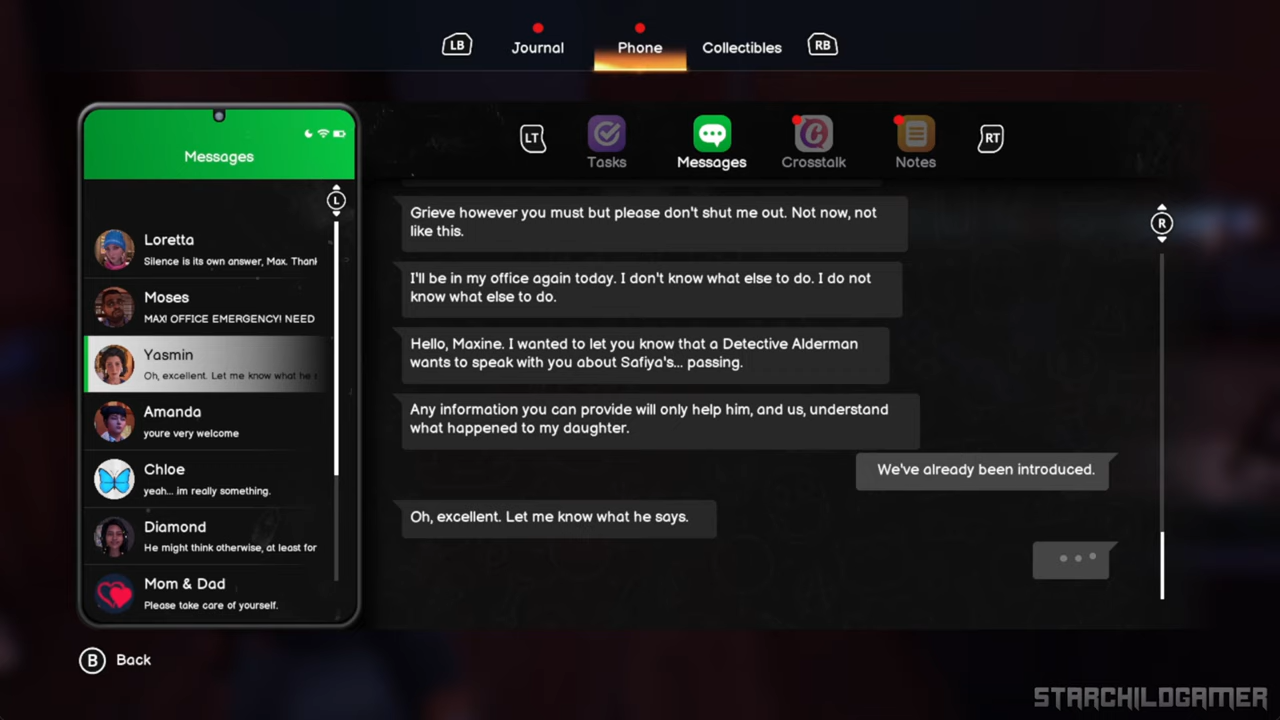 LB
Journal
Phone
Collectibles
RB
Messages
L
Loretta
Silence is its own answer, Max. Thank
Moses
MAX! OFFICE EMERGENCY! NEED
Yasmin
Oh, excellent. Let me know what he
Amanda
youre very welcome
Chloe
yeah... im really something.
Diamond
He might think otherwise, at least for
Mom & Dad
Please take care of yourself.
LT
Tasks
Messages
Crosstalk
Notes
RT
R
Grieve however you must but please don't shut me out. Not now, not
like this.
I'll be in my office again today. I don't know what else to do. I do not
know what else to do.
Hello, Maxine. I wanted to let you know that a Detective Alderman
wants to speak with you about Safiya's... passing.
Any information you can provide will only help him, and us, understand
what happened to my daughter.
We've already been introduced.
Oh, excellent. Let me know what he says.
B Back
STARCHILDGAMER